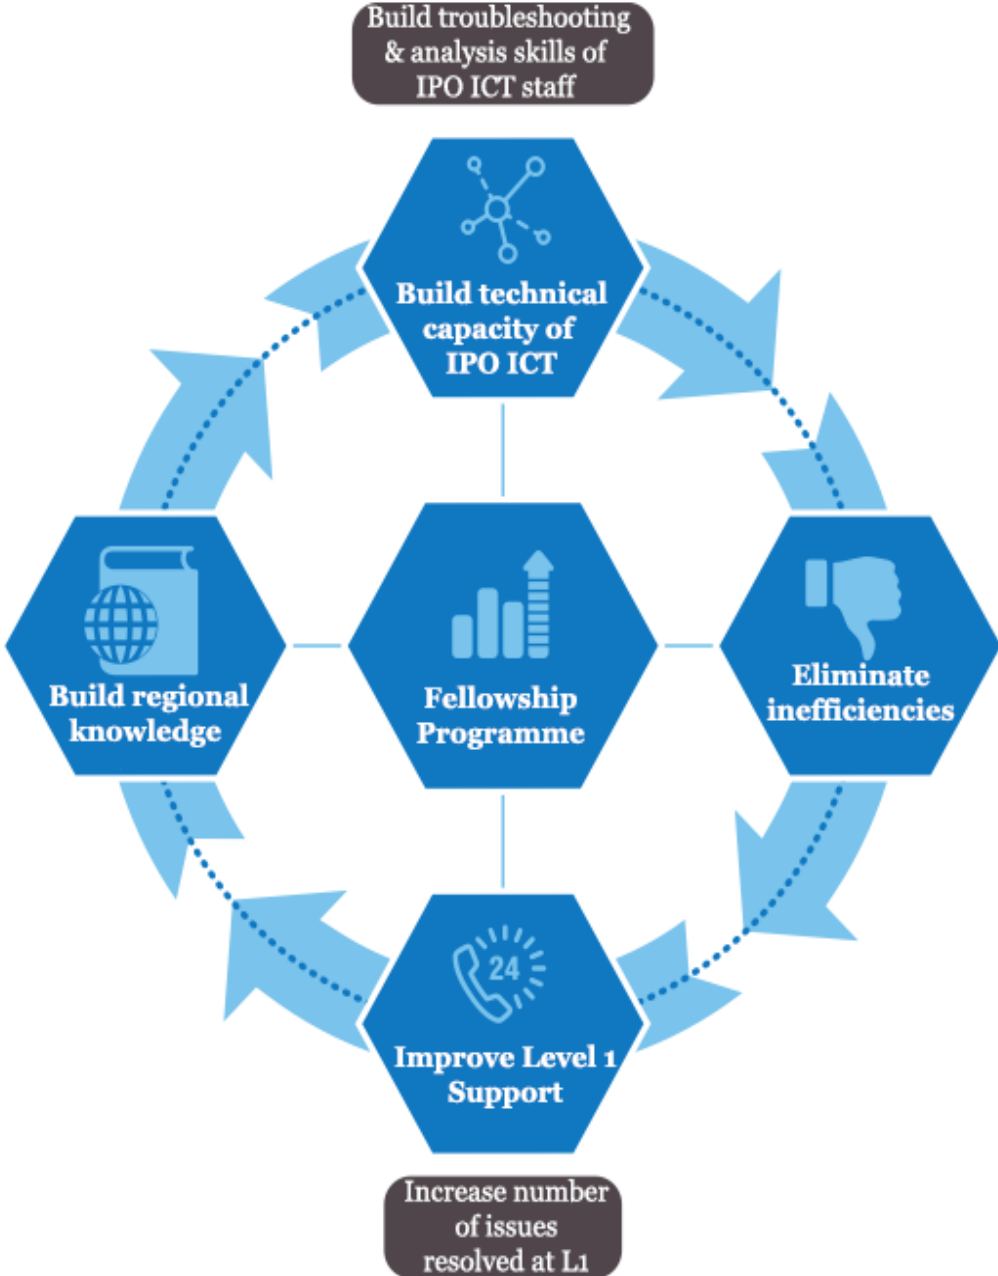 Build troubleshooting
& analysis skills of
IPO ICT staff
Build technical
capacity of
IPO ICT
Build regional
knowledge
Fellowship
Programme
Eliminate
inefficiencies
24
Improve Level 1
Support
Increase number
of issues
resolved at L1